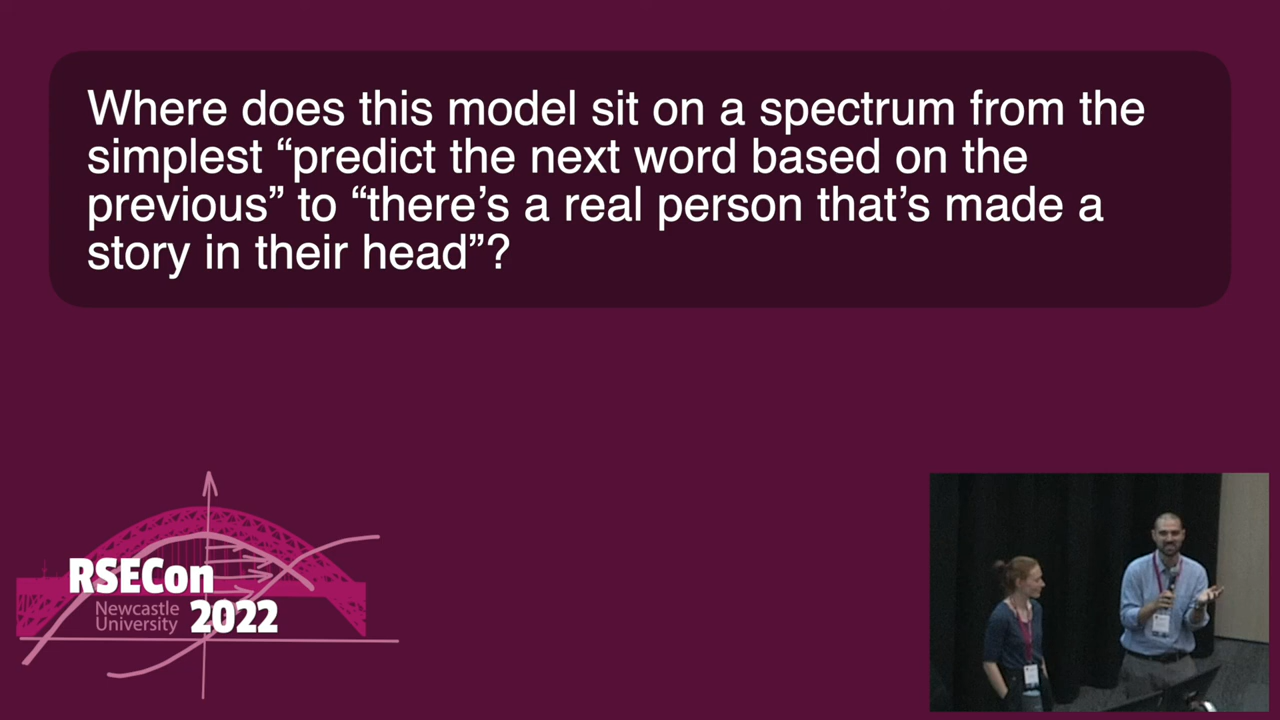 Where does this model sit on a spectrum from the
simplest “predict the next word based on the
previous” to “there’s a real person that’s made a
story in their head”?
RSECon
Newcastle
University 2022